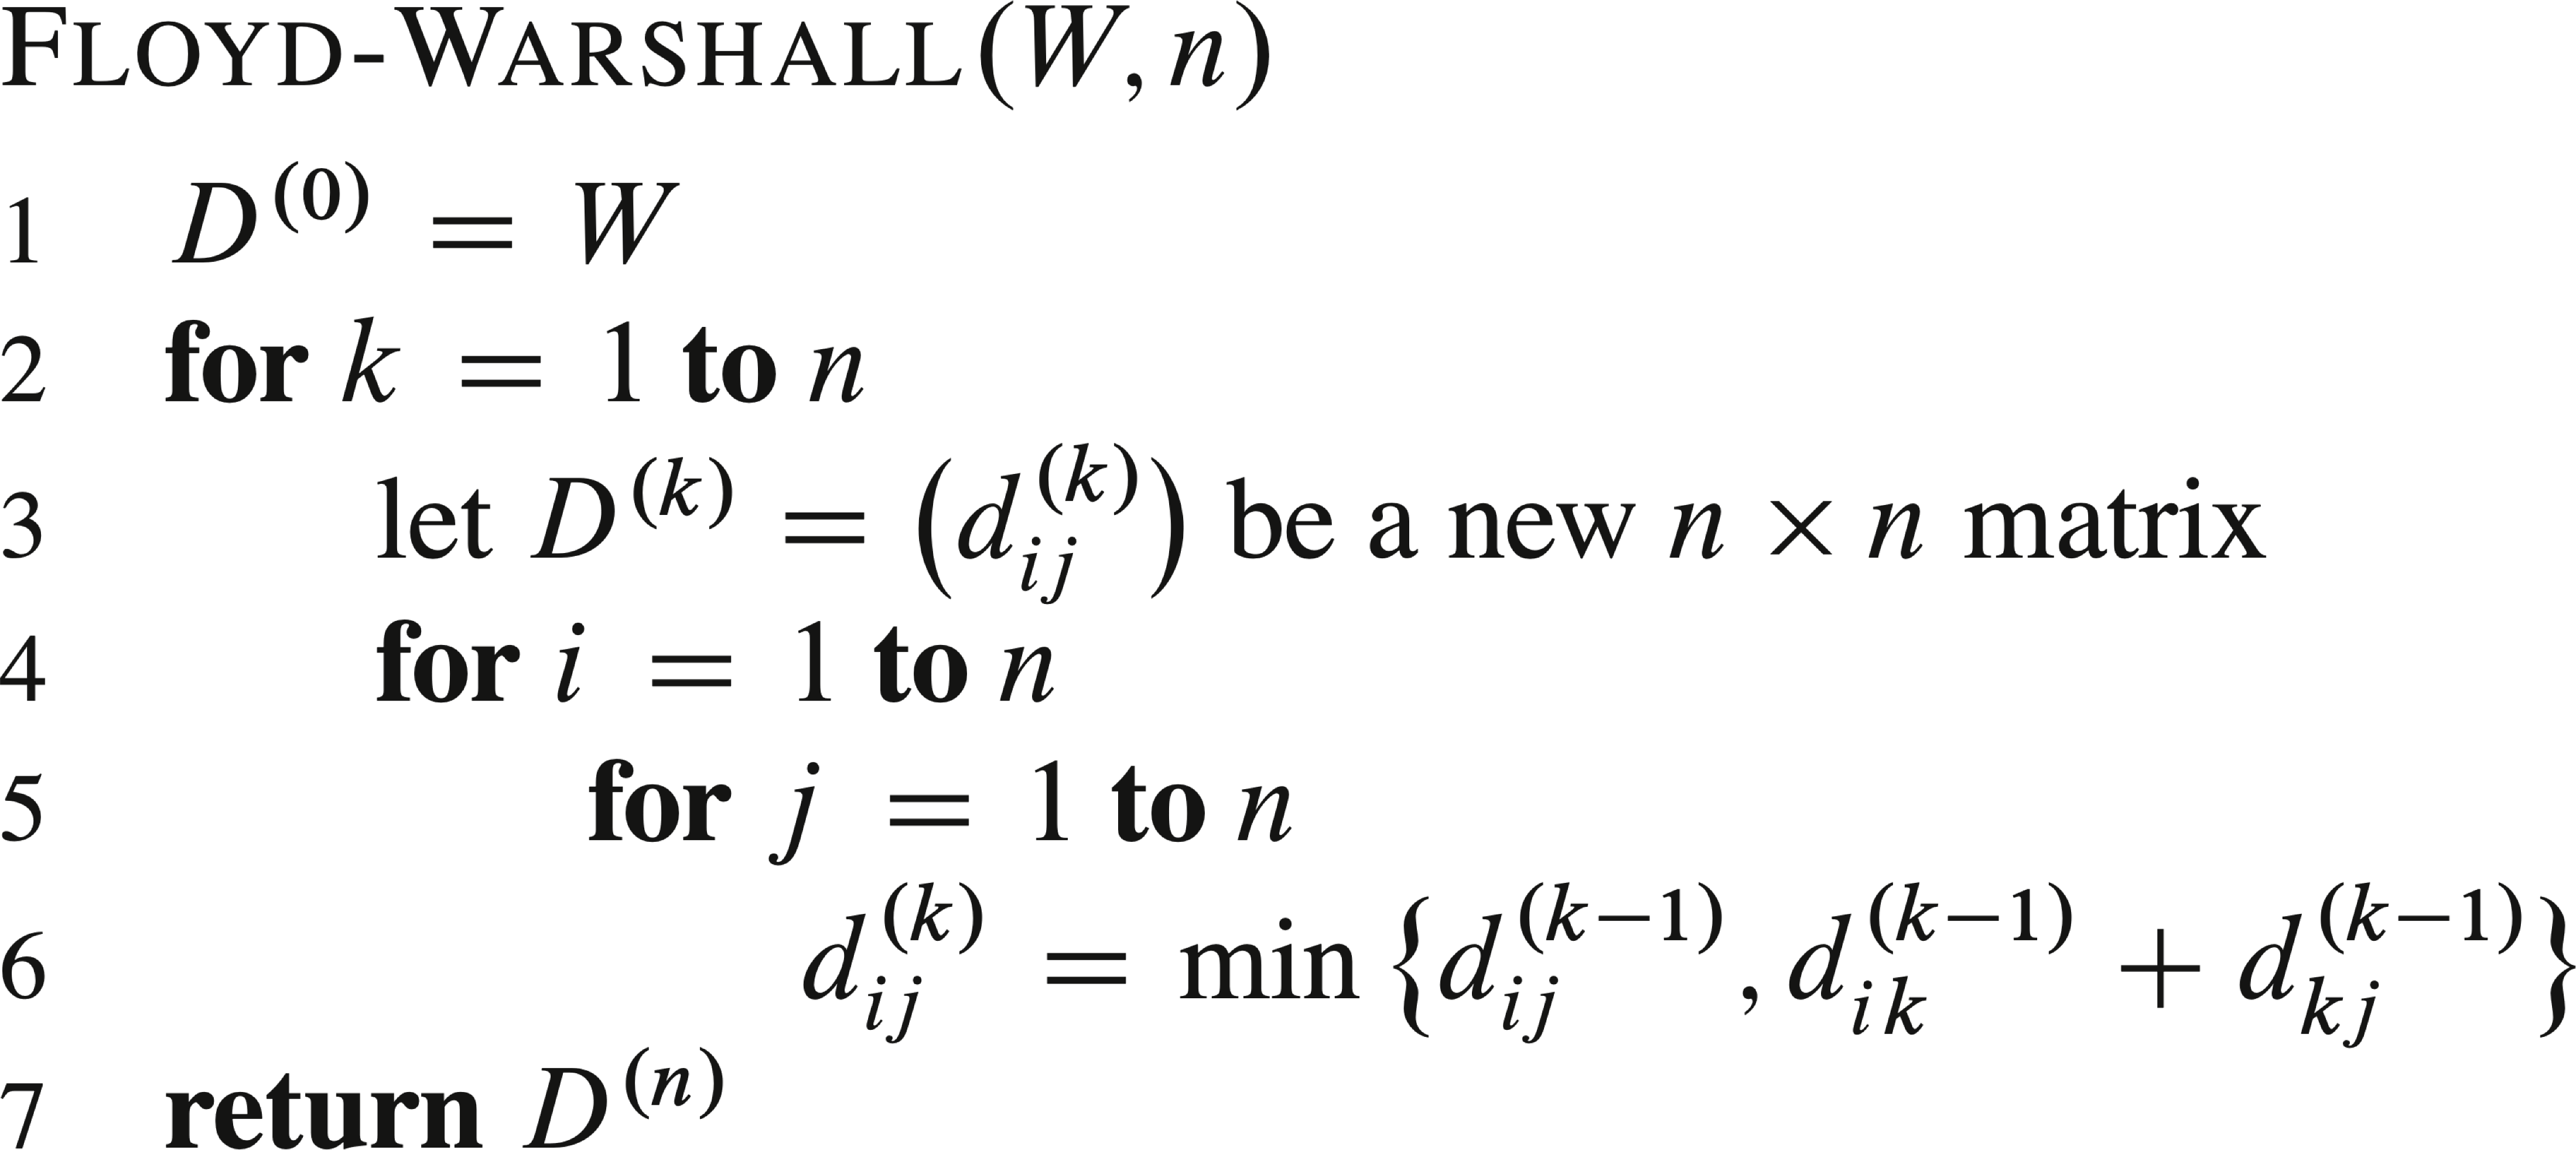 FLOYD-WARSHALL(W, n)
1 D^(0) = W
2 for k = 1 to n
3 let D^(k) = (d_ij^(k)) be a new n × n matrix
4 for i = 1 to n
5 for j = 1 to n
6 d_ij^(k) = min {d_ij^(k−1), d_ik^(k−1) + d_kj^(k−1)}
7 return D^(n)